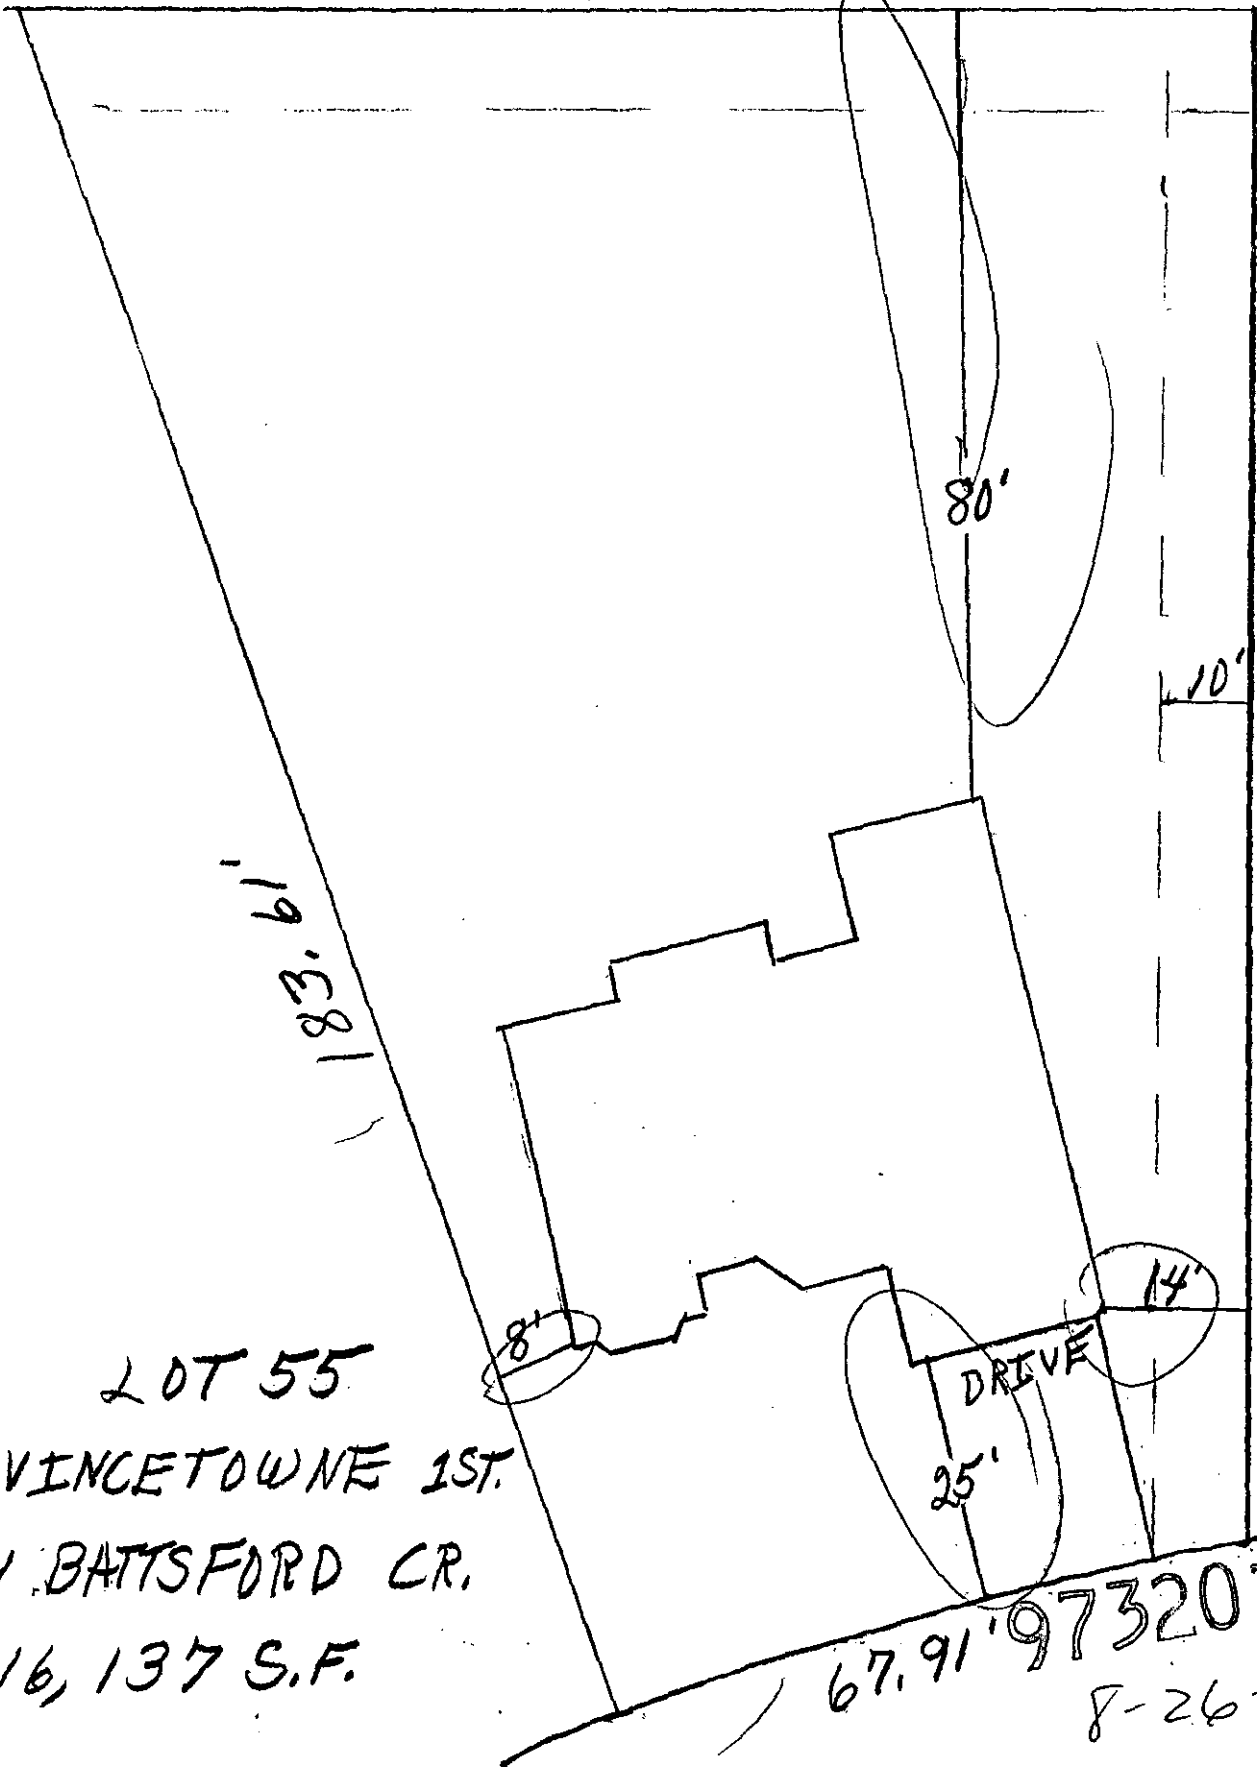 80'
10'
183.61'
14'
8'
DRIVE
25'
LOT 55
VINCETOWNE 1ST.
BATTSFORD CR.
16,137 S.F.
67.91'
97320
8-26-